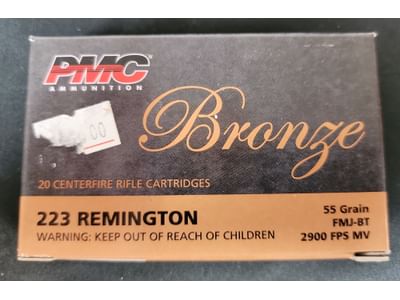 PMC
AMMUNITION
.00
Bronze
20 CENTERFIRE RIFLE CARTRIDGES
223 REMINGTON
55 Grain
FMJ-BT
WARNING: KEEP OUT OF REACH OF CHILDREN
2900 FPS MV